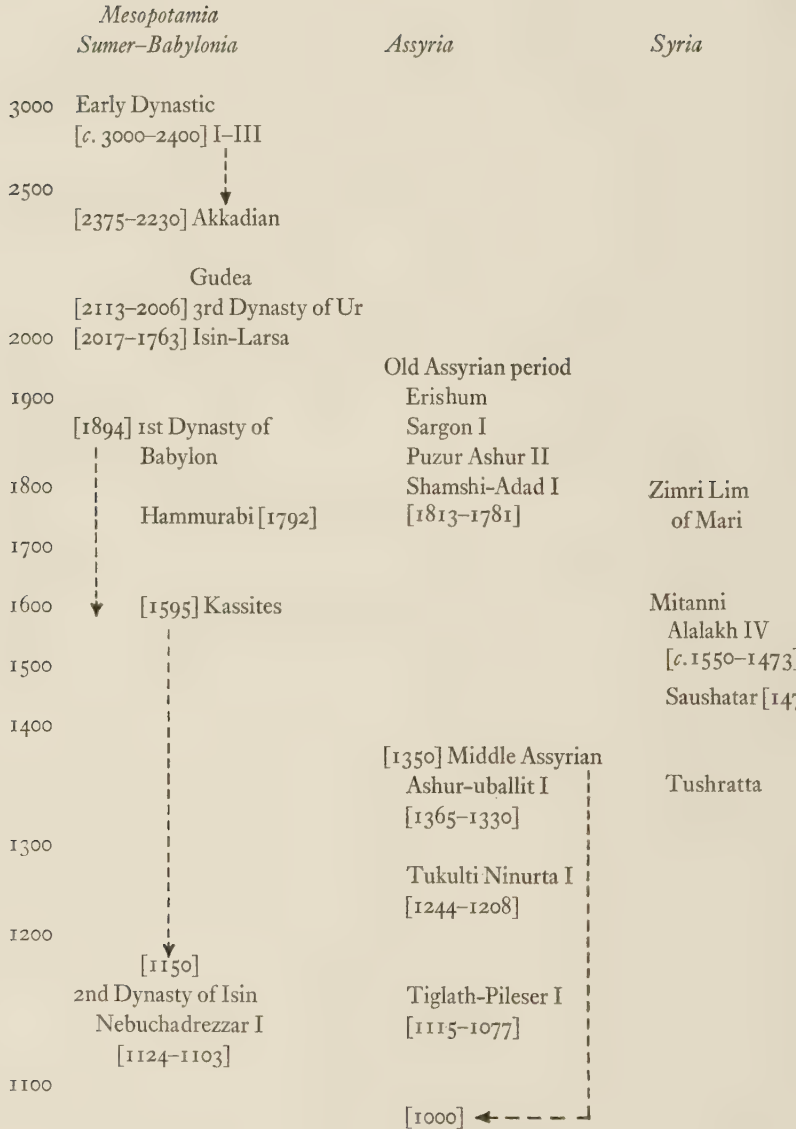 Mesopotamia
Sumer–Babylonia Assyria Syria
3000 Early Dynastic
[c. 3000–2400] I–III
2500
[2375–2230] Akkadian
Gudea
[2113–2006] 3rd Dynasty of Ur
2000 [2017–1763] Isin-Larsa
Old Assyrian period
1900 Erishum
[1894] 1st Dynasty of Sargon I
Babylon Puzur Ashur II
1800 Shamshi-Adad I Zimri Lim
Hammurabi [1792] [1813–1781] of Mari
1700
1600 [1595] Kassites Mitanni
Alalakh IV
1500 [c.1550–1473]
Saushatar
1400
[1350] Middle Assyrian
Ashur-uballit I Tushratta
[1365–1330]
1300
Tukulti Ninurta I
[1244–1208]
1200
[1150]
2nd Dynasty of Isin Tiglath-Pileser I
Nebuchadrezzar I [1115–1077]
[1124–1103]
1100
[1000]